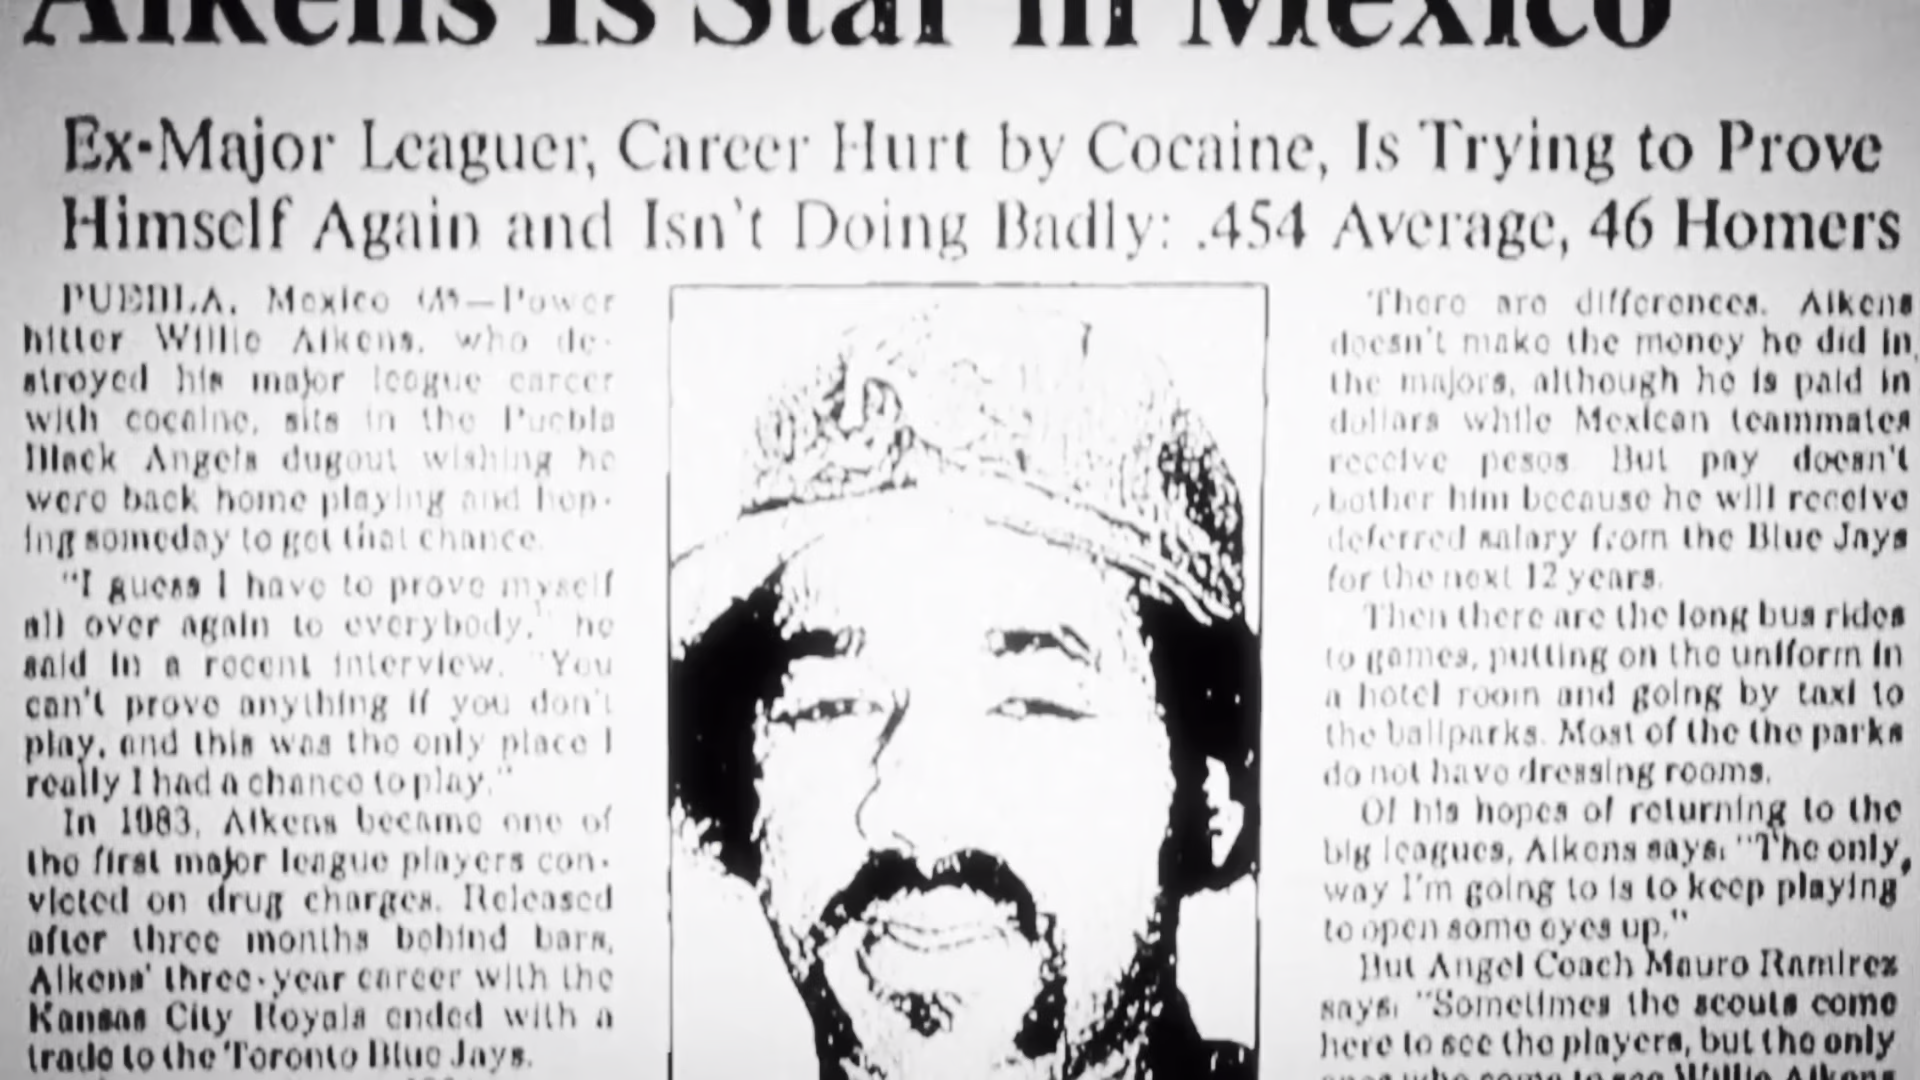 Aikens Is Star in Mexico
Ex-Major Leaguer, Career Hurt by Cocaine, Is Trying to Prove
Himself Again and Isn't Doing Badly: .454 Average, 46 Homers
PUEBLA, Mexico (AP)—Power
hitter Willie Aikens, who de-
stroyed his major league career
with cocaine, sits in the Puebla
Black Angels dugout wishing he
were back home playing and hop-
ing someday to get that chance.
"I guess I have to prove myself
all over again to everybody," he
said in a recent interview. "You
can't prove anything if you don't
play, and this was the only place I
really I had a chance to play."
In 1983, Aikens became one of
the first major league players con-
victed on drug charges. Released
after three months behind bars,
Aikens' three-year career with the
Kansas City Royals ended with a
trade to the Toronto Blue Jays.
There are differences. Aikens
doesn't make the money he did in
the majors, although he is paid in
dollars while Mexican teammates
receive pesos. But pay doesn't
bother him because he will receive
deferred salary from the Blue Jays
for the next 12 years.
Then there are the long bus rides
to games, putting on the uniform in
a hotel room and going by taxi to
the ballparks. Most of the the parks
do not have dressing rooms.
Of his hopes of returning to the
big leagues, Aikens says: "The only
way I'm going to is to keep playing
to open some eyes up."
But Angel Coach Mauro Ramirez
says: "Sometimes the scouts come
here to see the players, but the only
ones who come to see Willie Aikens